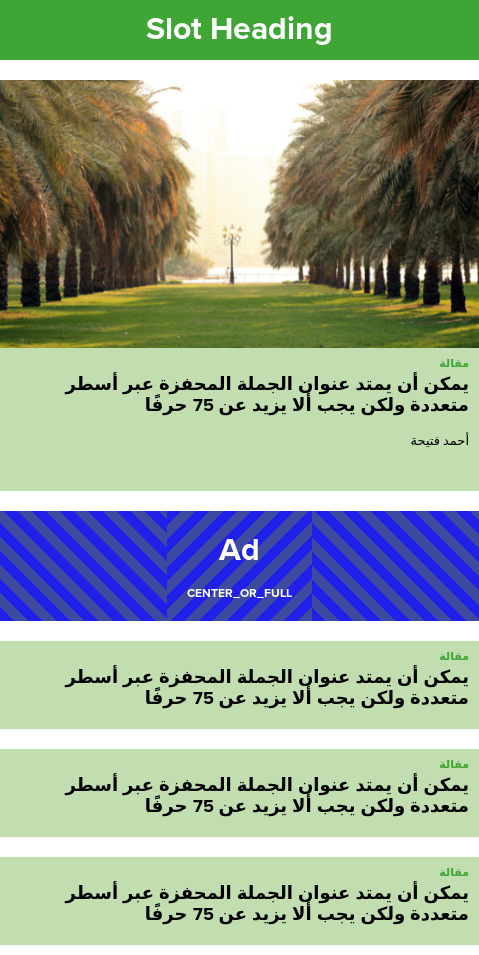 Slot Heading
مقالة
يمكن أن يمتد عنوان الجملة المحفزة عبر أسطر
متعددة ولكن يجب ألا يزيد عن 75 حرفًا
أحمد فتيحة
Ad
CENTER_OR_FULL
مقالة
يمكن أن يمتد عنوان الجملة المحفزة عبر أسطر
متعددة ولكن يجب ألا يزيد عن 75 حرفًا
مقالة
يمكن أن يمتد عنوان الجملة المحفزة عبر أسطر
متعددة ولكن يجب ألا يزيد عن 75 حرفًا
مقالة
يمكن أن يمتد عنوان الجملة المحفزة عبر أسطر
متعددة ولكن يجب ألا يزيد عن 75 حرفًا